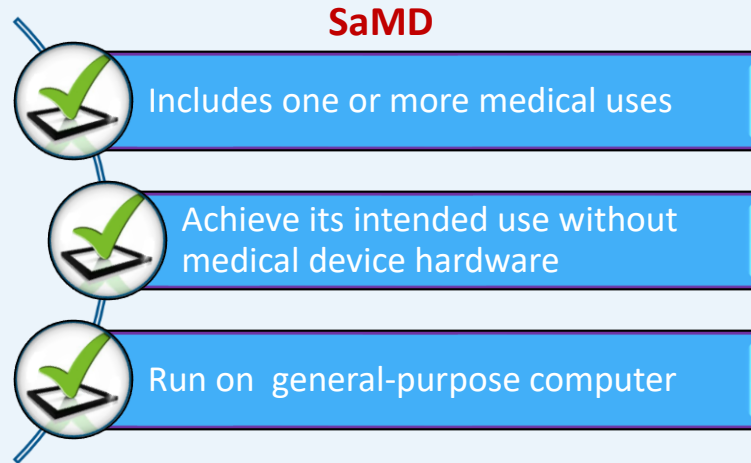 SaMD
Includes one or more medical uses
Achieve its intended use without
medical device hardware
Run on  general-purpose computer